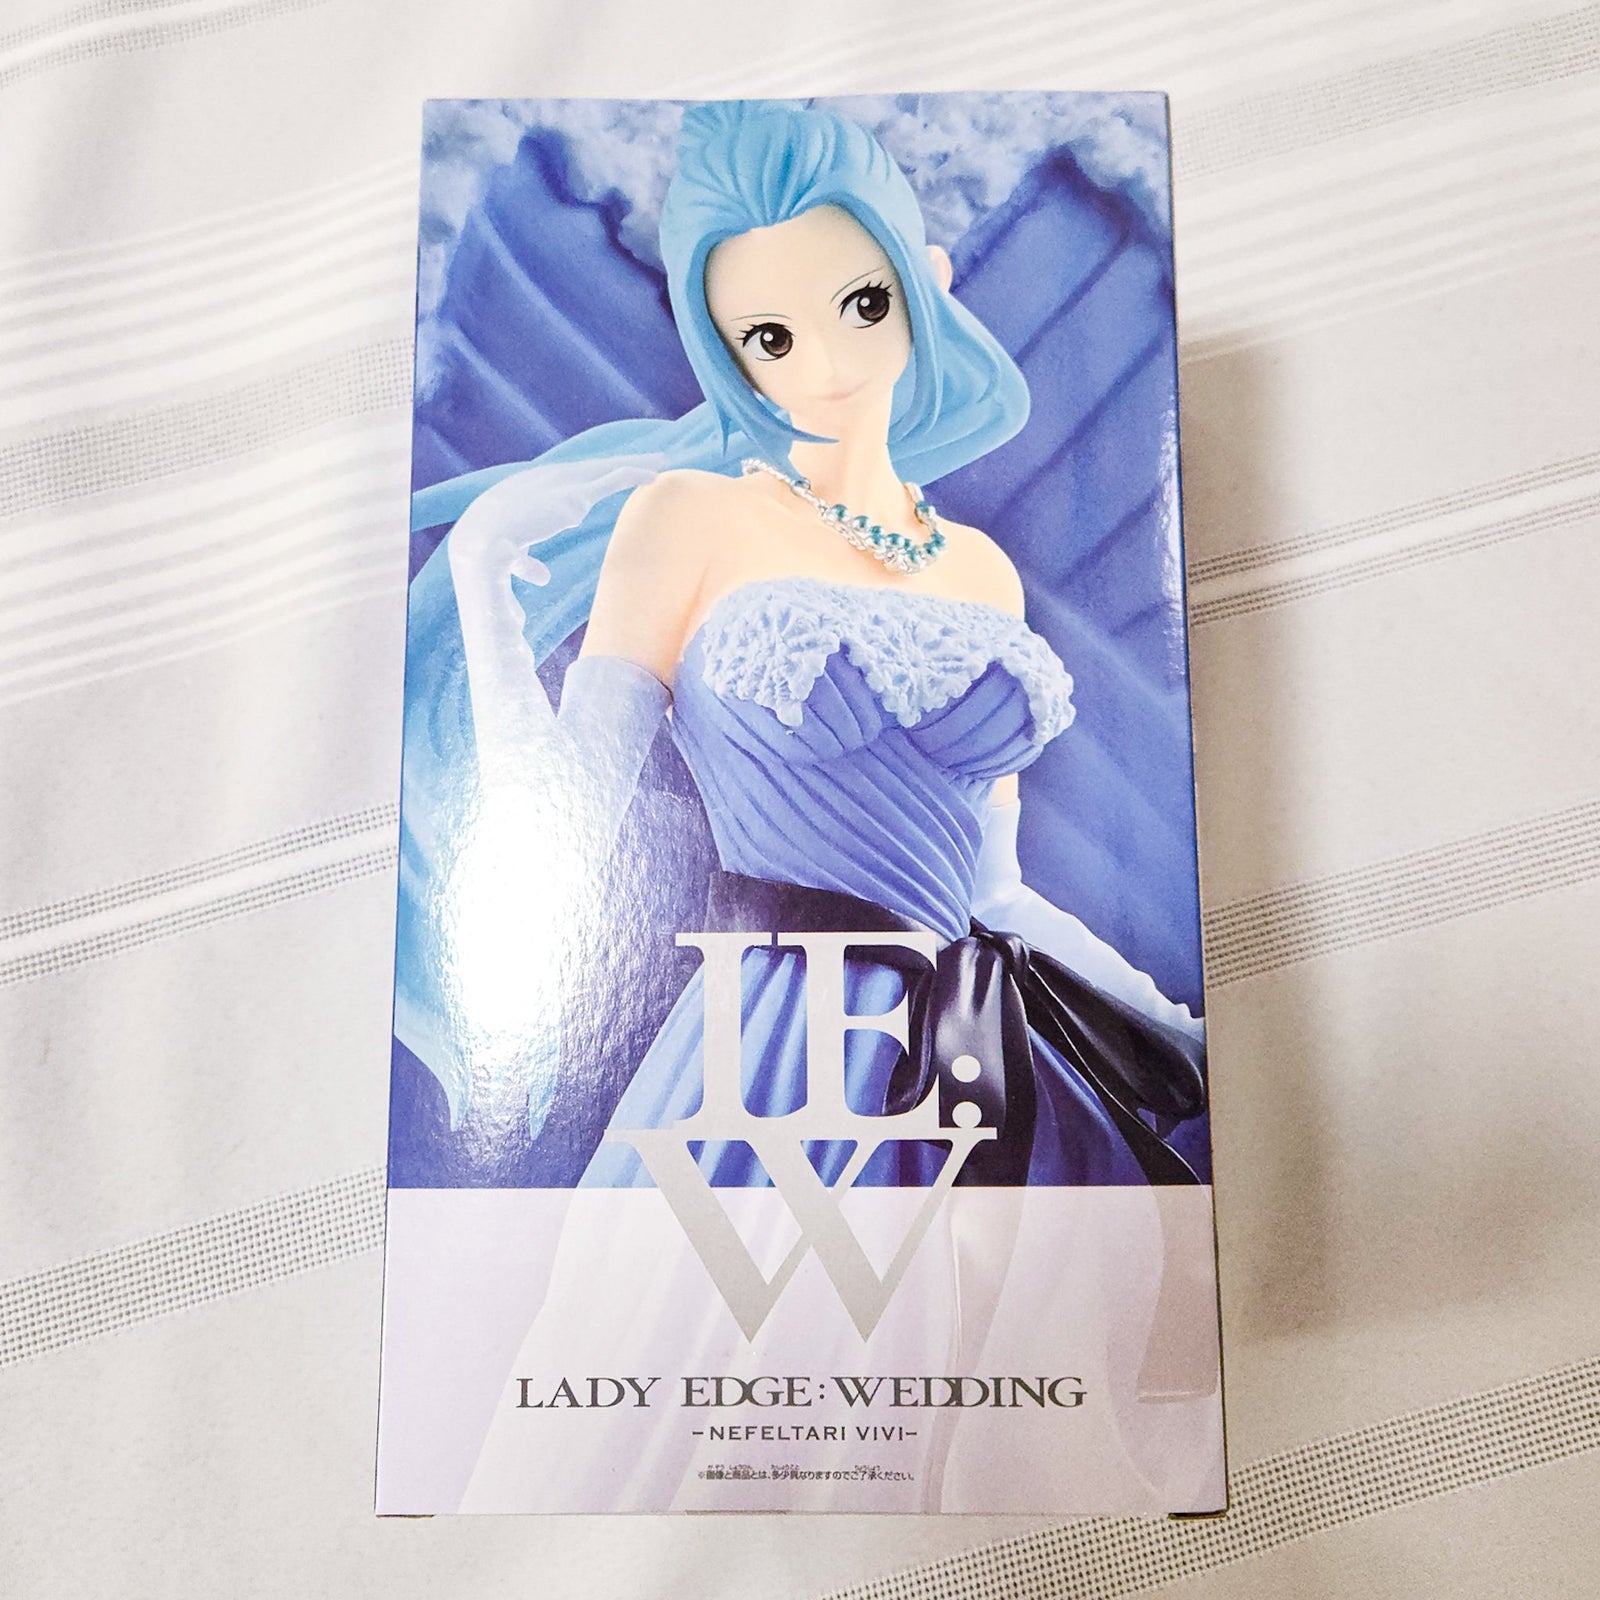 LE:
W
LADY EDGE:WEDDING
-NEFELTARI VIVI-
※画像と商品とは、多少異なりますのでご了承ください。